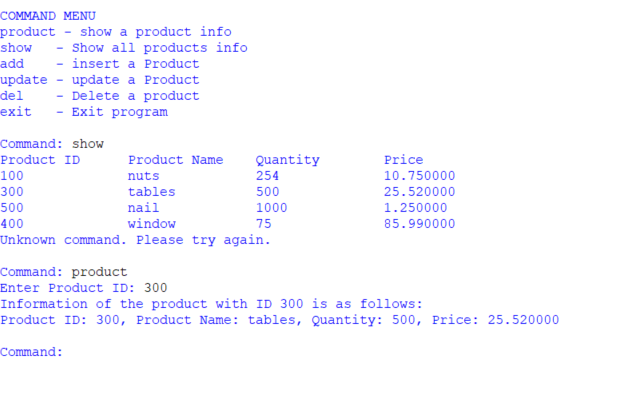 COMMAND MENU
product - show a product info
show   - Show all products info
add    - insert a Product
update - update a Product
del    - Delete a product
exit   - Exit program
Command: show
Product ID      Product Name    Quantity        Price
100             nuts            254             10.750000
300             tables          500             25.520000
500             nail            1000            1.250000
400             window          75              85.990000
Unknown command. Please try again.
Command: product
Enter Product ID: 300
Information of the product with ID 300 is as follows:
Product ID: 300, Product Name: tables, Quantity: 500, Price: 25.520000
Command: